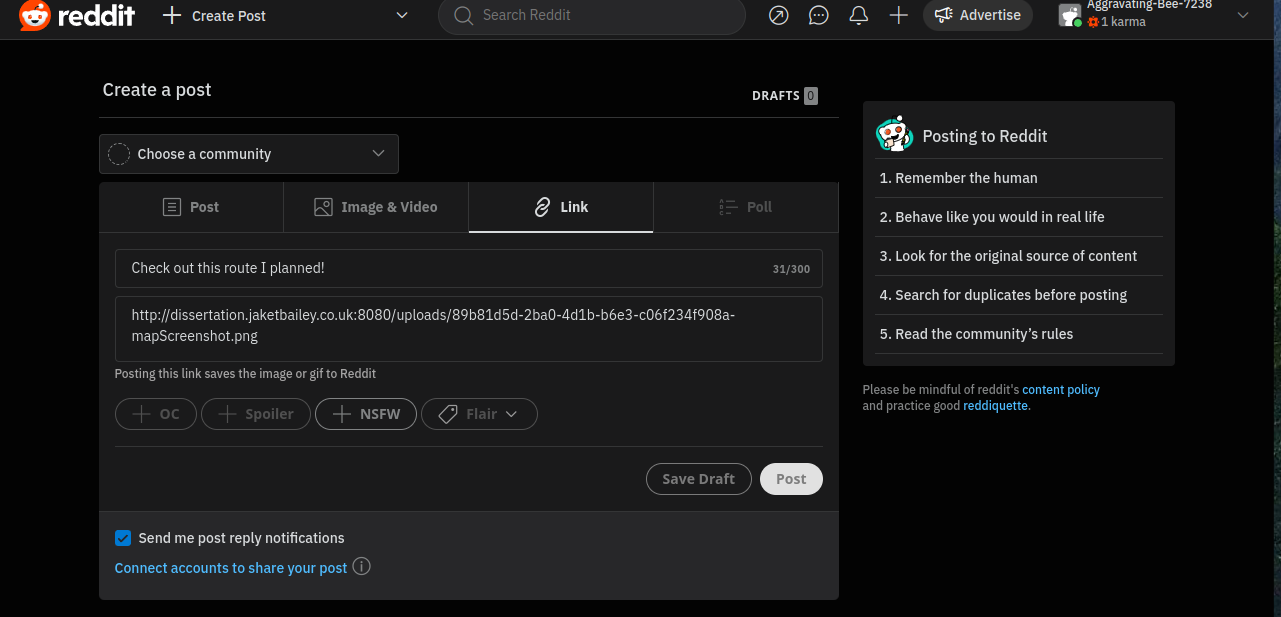 reddit
Create Post
Search Reddit
Advertise
Aggravating-Bee-7238
1 karma
Create a post
DRAFTS 0
Choose a community
Post
Image & Video
Link
Poll
Check out this route I planned!
31/300
http://dissertation.jaketbailey.co.uk:8080/uploads/89b81d5d-2ba0-4d1b-b6e3-c06f234f908a-
mapScreenshot.png
Posting this link saves the image or gif to Reddit
OC
Spoiler
NSFW
Flair
Save Draft
Post
Send me post reply notifications
Connect accounts to share your post
Posting to Reddit
1. Remember the human
2. Behave like you would in real life
3. Look for the original source of content
4. Search for duplicates before posting
5. Read the community’s rules
Please be mindful of reddit's content policy
and practice good reddiquette.